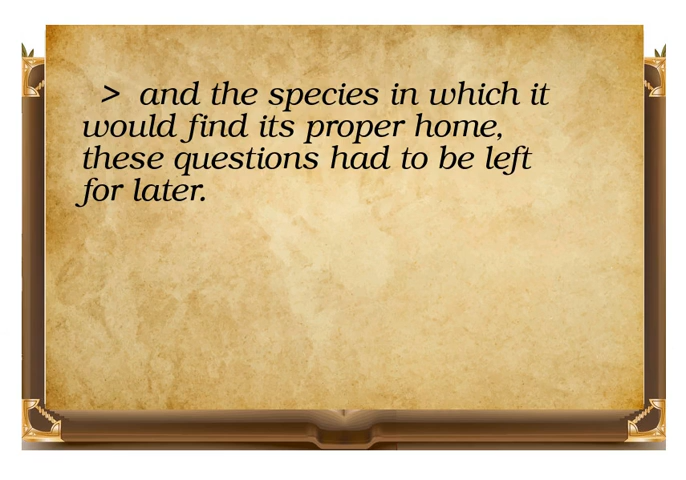 > and the species in which it
would find its proper home,
these questions had to be left
for later.